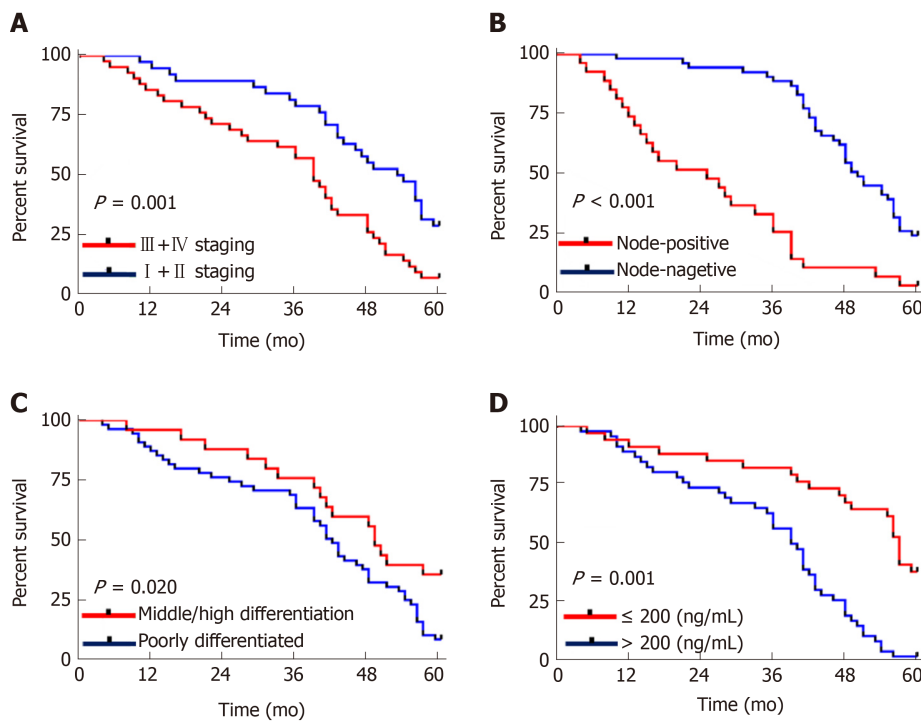 A
100
75
50
25
0
Percent survival
P = 0.001
Ⅲ+Ⅳ staging
Ⅰ+Ⅱ staging
0 12 24 36 48 60
Time (mo)
B
100
75
50
25
0
Percent survival
P < 0.001
Node-positive
Node-nagetive
0 12 24 36 48 60
Time (mo)
C
100
75
50
25
0
Percent survival
P = 0.020
Middle/high differentiation
Poorly differentiated
0 12 24 36 48 60
Time (mo)
D
100
75
50
25
0
Percent survival
P = 0.001
≤ 200 (ng/mL)
> 200 (ng/mL)
0 12 24 36 48 60
Time (mo)